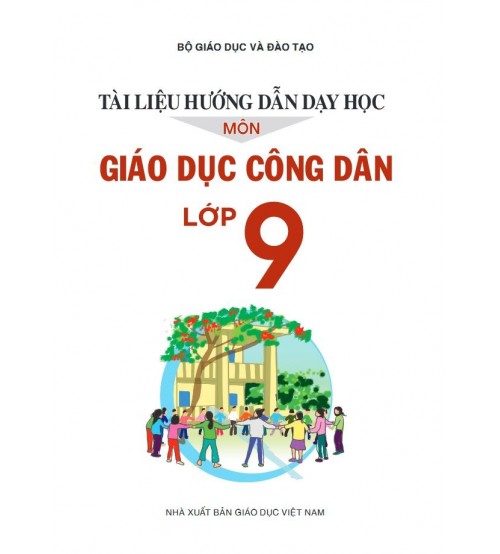 BỘ GIÁO DỤC VÀ ĐÀO TẠO
TÀI LIỆU HƯỚNG DẪN DẠY HỌC
MÔN
GIÁO DỤC CÔNG DÂN
LỚP 9
NHÀ XUẤT BẢN GIÁO DỤC VIỆT NAM